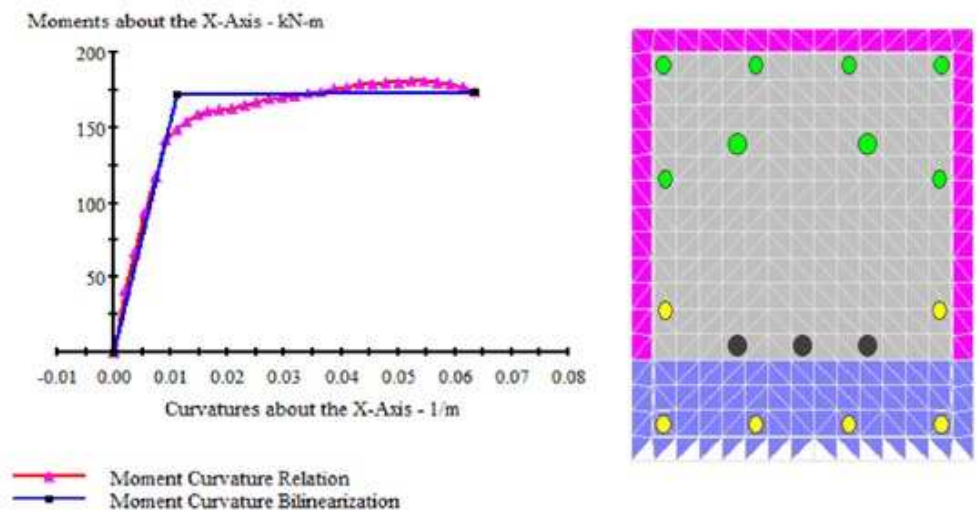 Moments about the X-Axis - kN-m
200
150
100
50
-0.01 0.00 0.01 0.02 0.03 0.04 0.05 0.06 0.07 0.08
Curvatures about the X-Axis - 1/m
Moment Curvature Relation
Moment Curvature Bilinearization